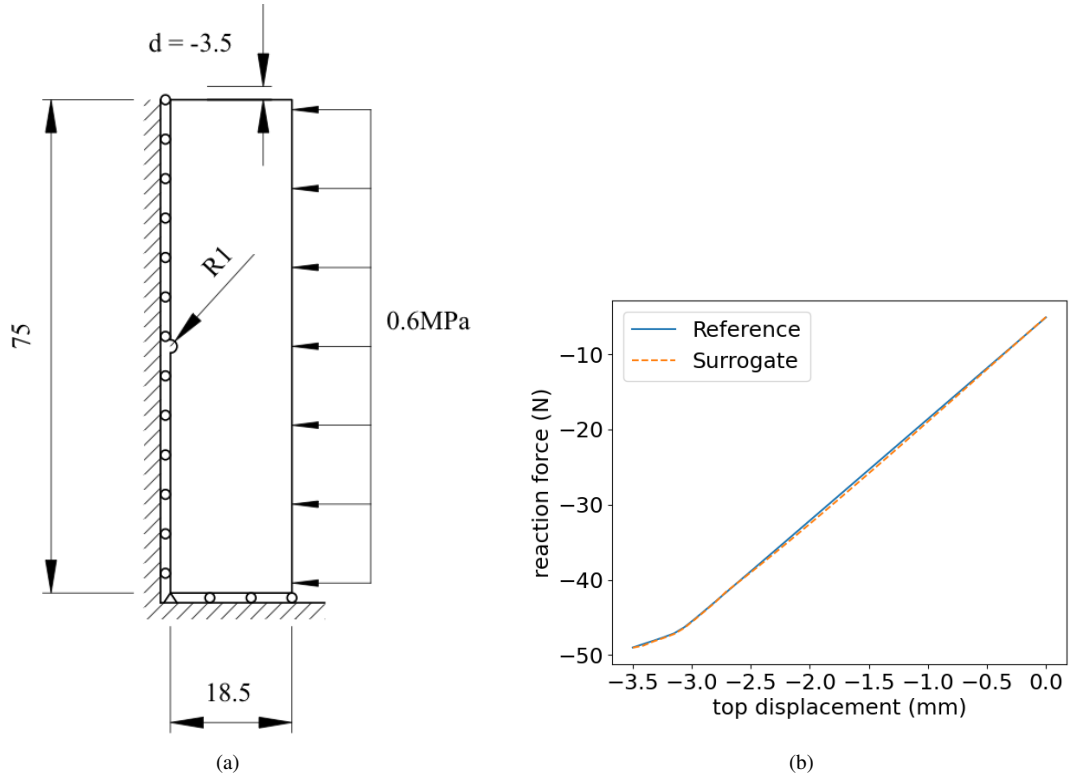 d = -3.5
75
R1
0.6MPa
18.5
(a)
Reference
Surrogate
reaction force (N)
−10
−20
−30
−40
−50
−3.5 −3.0 −2.5 −2.0 −1.5 −1.0 −0.5 0.0
top displacement (mm)
(b)